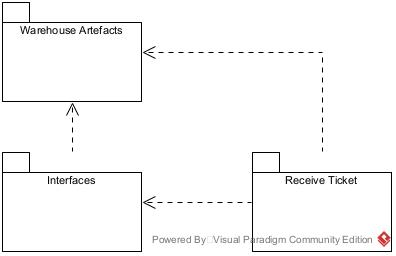 Warehouse Artefacts
Interfaces
Receive Ticket
Powered By□Visual Paradigm Community Edition